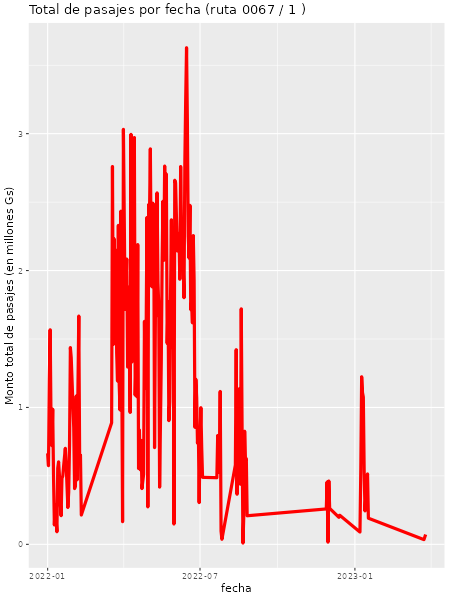 Total de pasajes por fecha (ruta 0067 / 1 )
Monto total de pasajes (en millones Gs)
3
2
1
0
2022-01
2022-07
2023-01
fecha